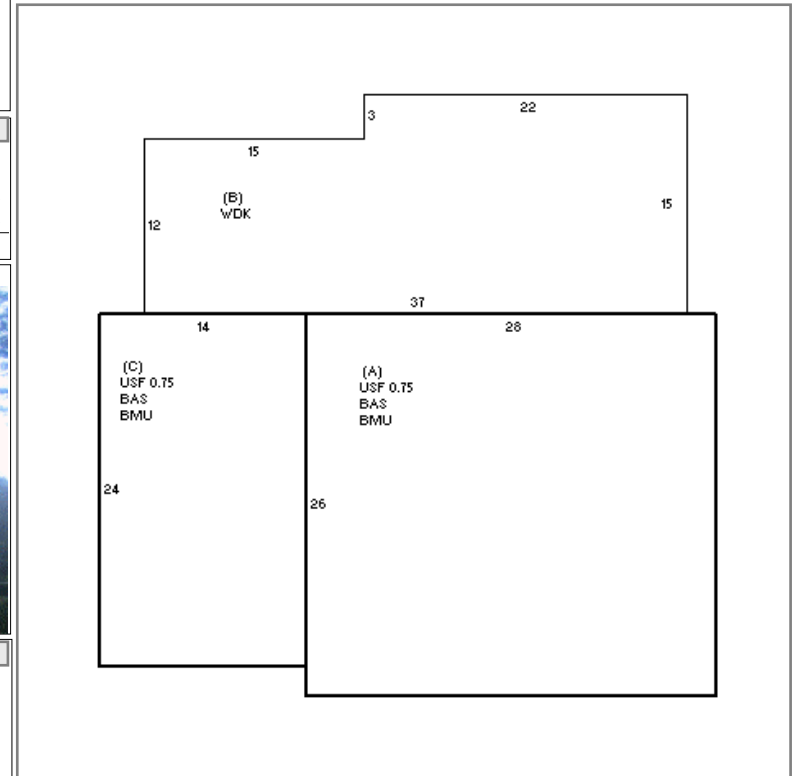 22
3
15
(B)
WDK
15
12
37
14
28
(C)
USF 0.75
BAS
BMU
(A)
USF 0.75
BAS
BMU
24
26